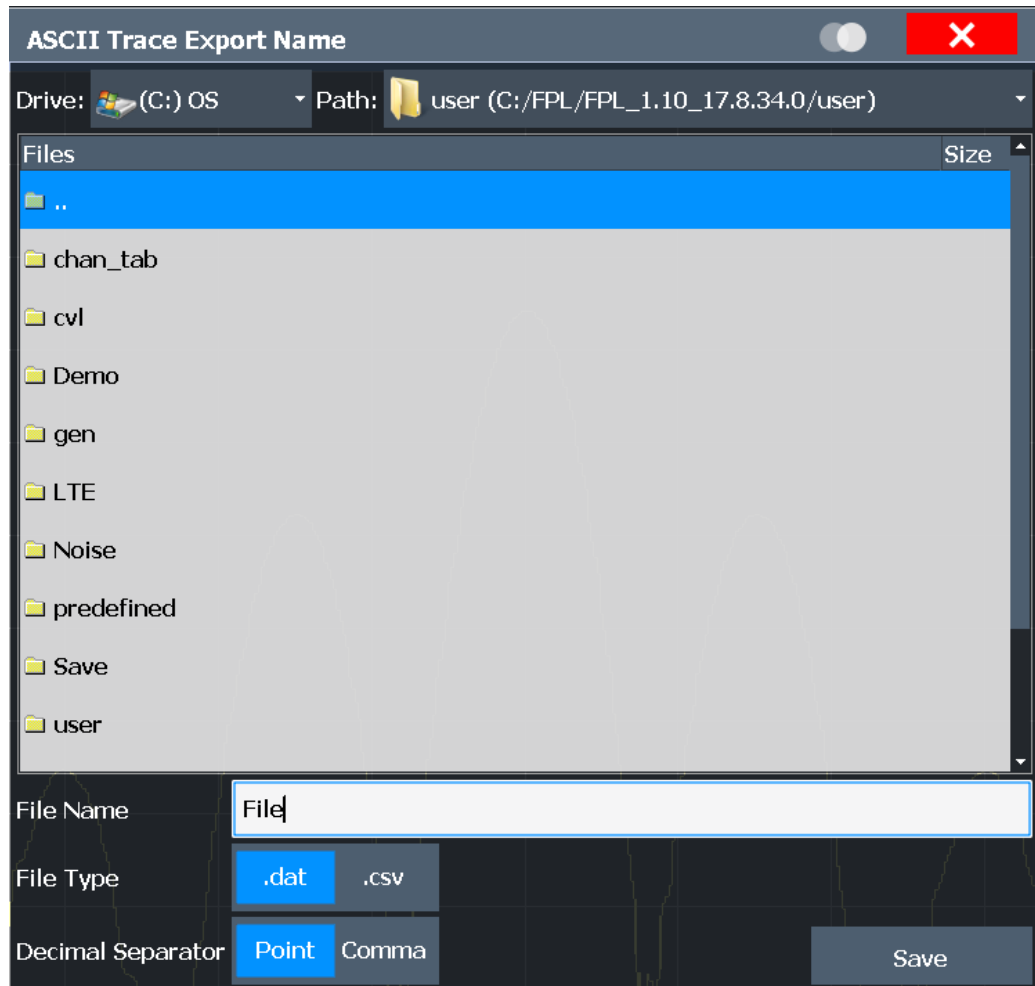 ASCII Trace Export Name
Drive: (C:) OS Path: user (C:/FPL/FPL_1.10_17.8.34.0/user)
Files Size
..
chan_tab
cvl
Demo
gen
LTE
Noise
predefined
Save
user
File Name File
File Type .dat .csv
Decimal Separator Point Comma Save